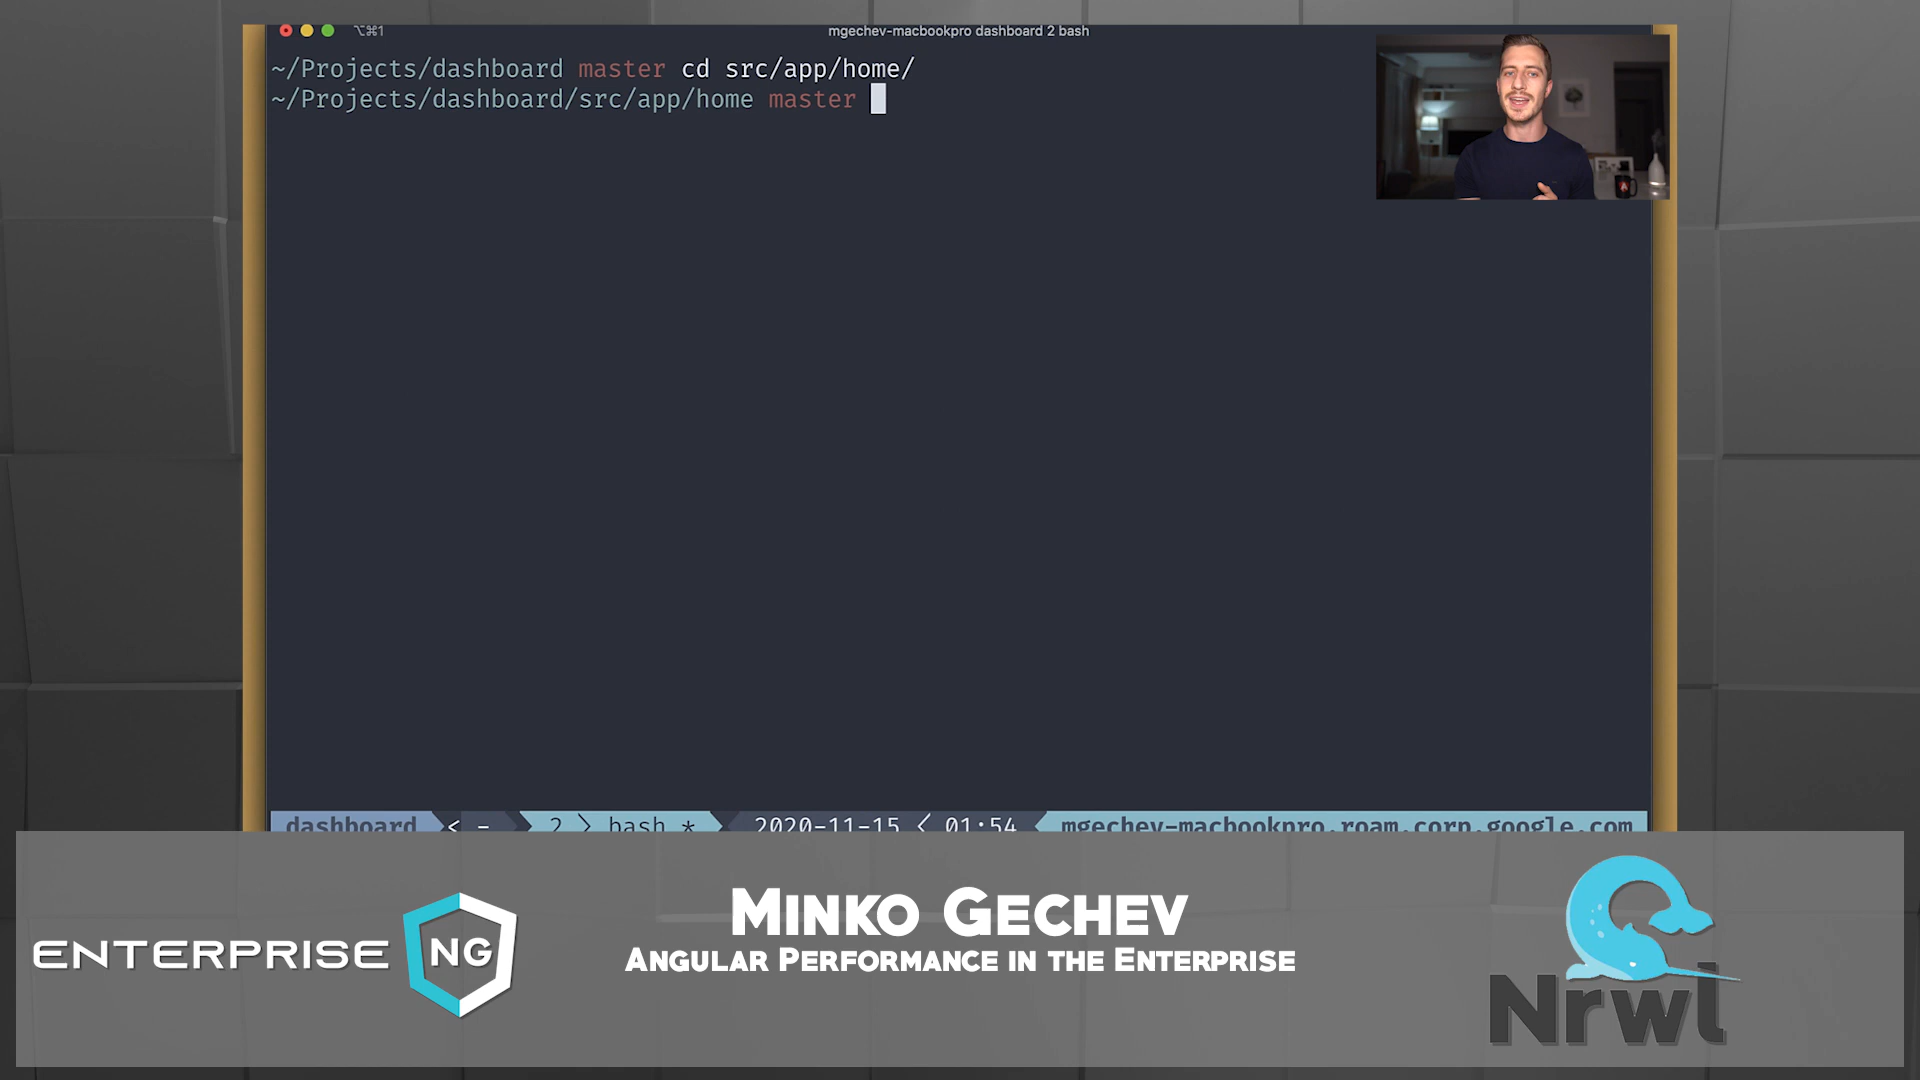 ⌥⌘1
mgechev-macbookpro dashboard 2 bash
~/Projects/dashboard master cd src/app/home/
~/Projects/dashboard/src/app/home master
dashboard < - 2 > bash * 2020-11-15 < 01:54 mgechev-macbookpro.roam.corp.google.com
ENTERPRISE NG
MINKO GECHEV
ANGULAR PERFORMANCE IN THE ENTERPRISE
Nrwl